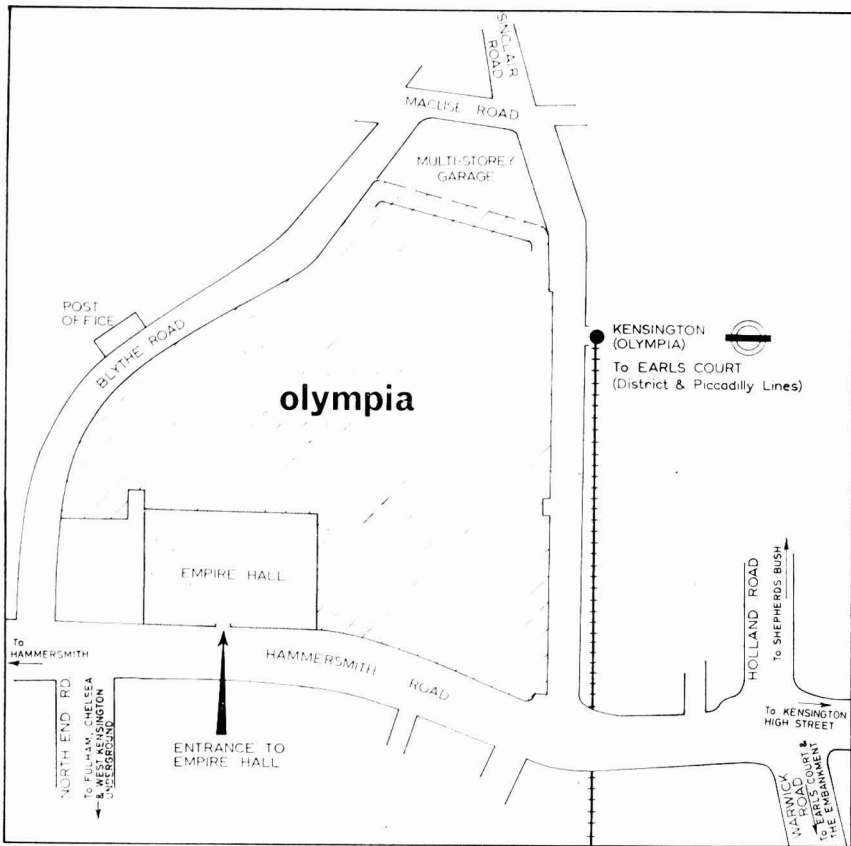 SINCLAIR
ROAD
MACLISE ROAD
MULTI-STOREY
GARAGE
POST
OFFICE
BLYTHE ROAD
KENSINGTON
(OLYMPIA)
To EARLS COURT
(District & Piccadilly Lines)
olympia
EMPIRE HALL
HOLLAND ROAD
To SHEPHERDS BUSH
To
HAMMERSMITH
HAMMERSMITH ROAD
NORTH END RD.
To FULHAM, CHELSEA
& WEST KENSINGTON
UNDERGROUND
ENTRANCE TO
EMPIRE HALL
To KENSINGTON
HIGH STREET
WARWICK
ROAD
To EARLS COURT &
THE EMBANKMENT